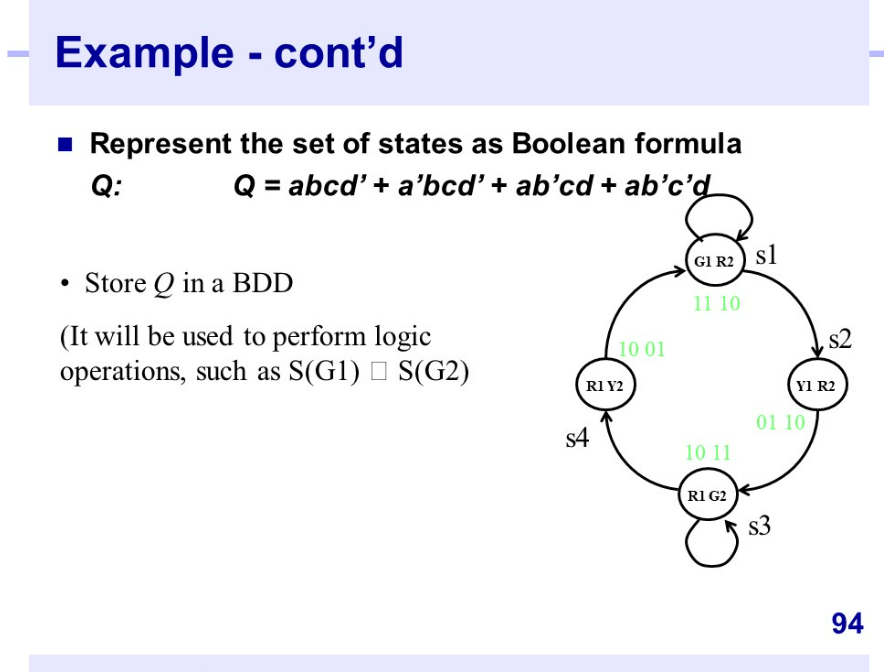 Example - cont’d
Represent the set of states as Boolean formula
Q: Q = abcd’ + a’bcd’ + ab’cd + ab’c’d
• Store Q in a BDD
(It will be used to perform logic
operations, such as S(G1) □ S(G2)
G1 R2 s1
11 10
s2
10 01
R1 Y2
Y1 R2
01 10
s4
10 11
R1 G2
s3
94